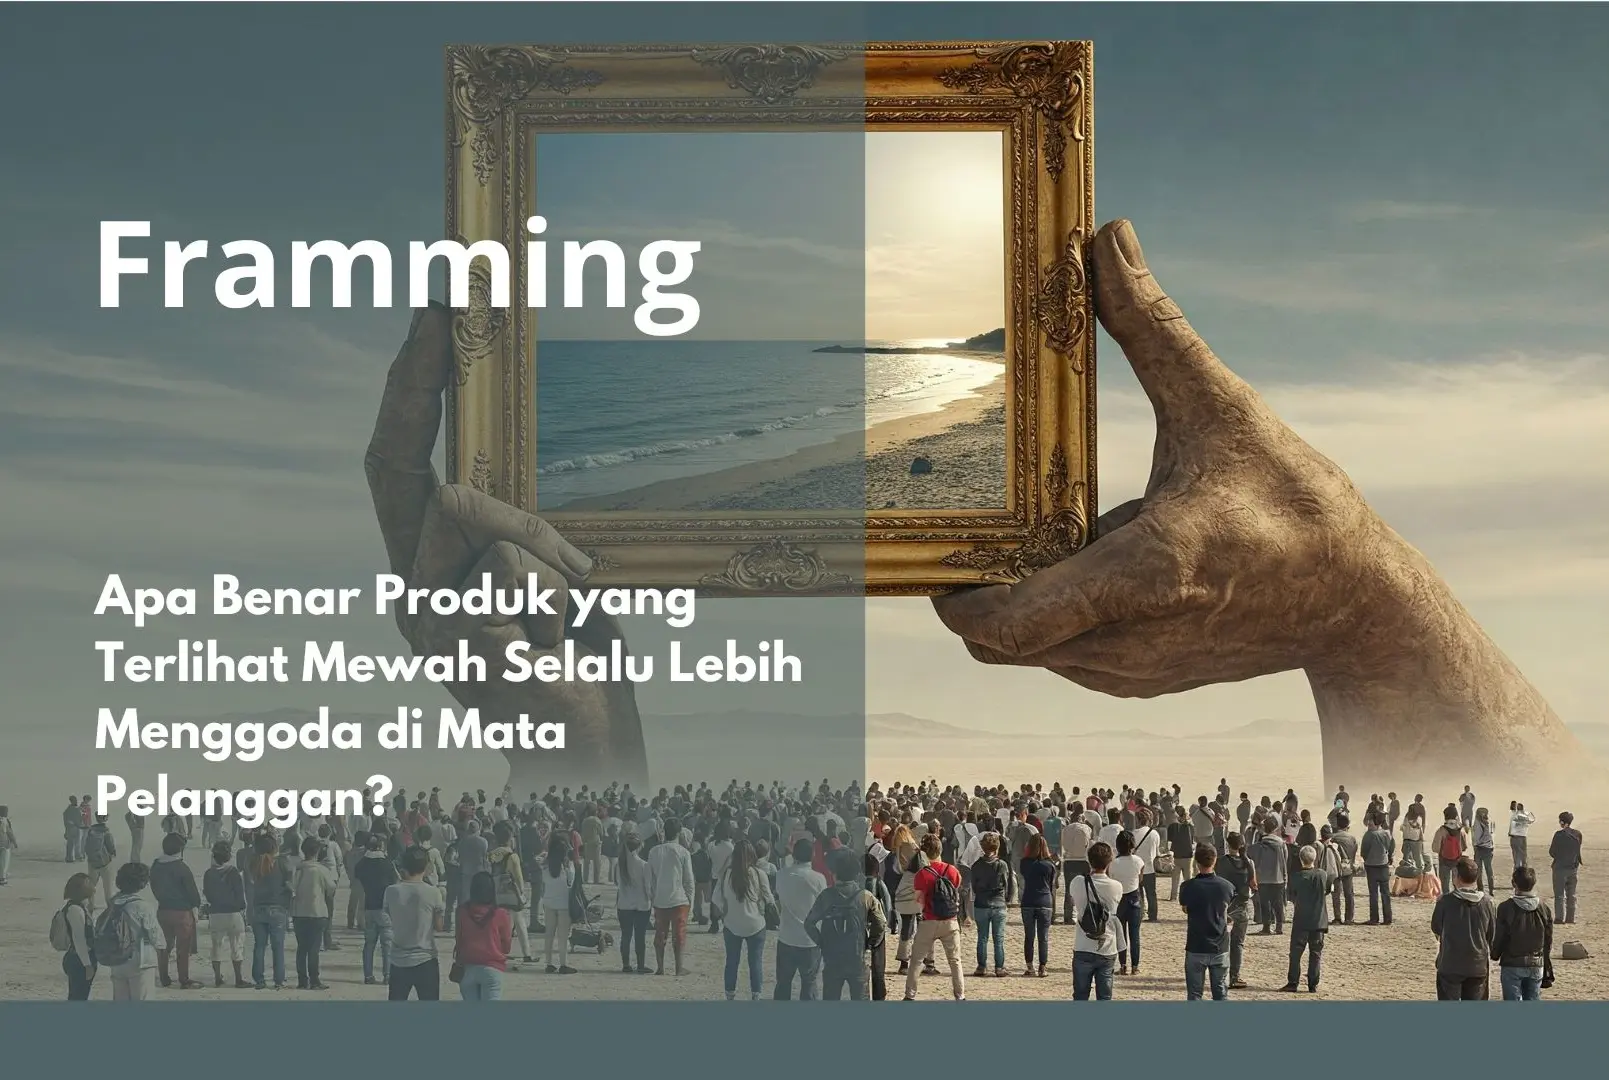 Framming
Apa Benar Produk yang
Terlihat Mewah Selalu Lebih
Menggoda di Mata
Pelanggan?